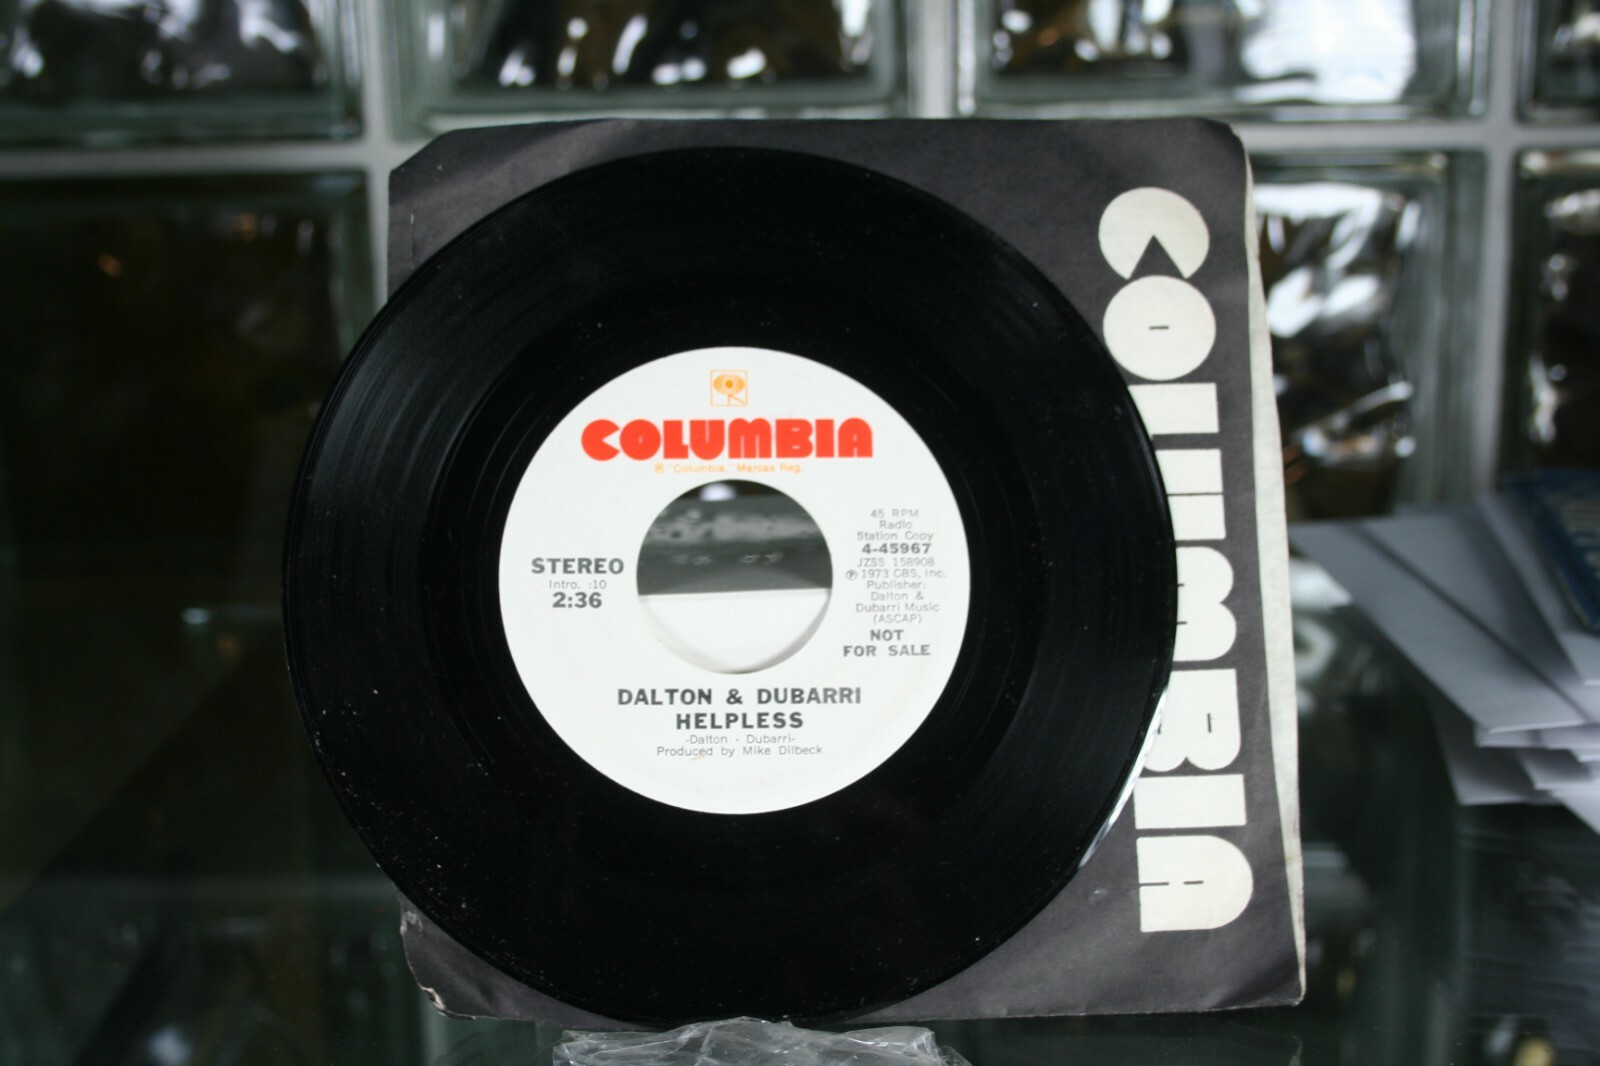 COLUMBIA
® "Columbia," Marcas Reg.
STEREO
Intro. :10
2:36
45 RPM
Radio
Station Copy
4-45967
JZSS 158908
℗ 1973 CBS, Inc.
Publisher:
Dalton &
Dubarri Music
(ASCAP)
NOT
FOR SALE
DALTON & DUBARRI
HELPLESS
-Dalton - Dubarri-
Produced by Mike Dilbeck
COLUMBIA